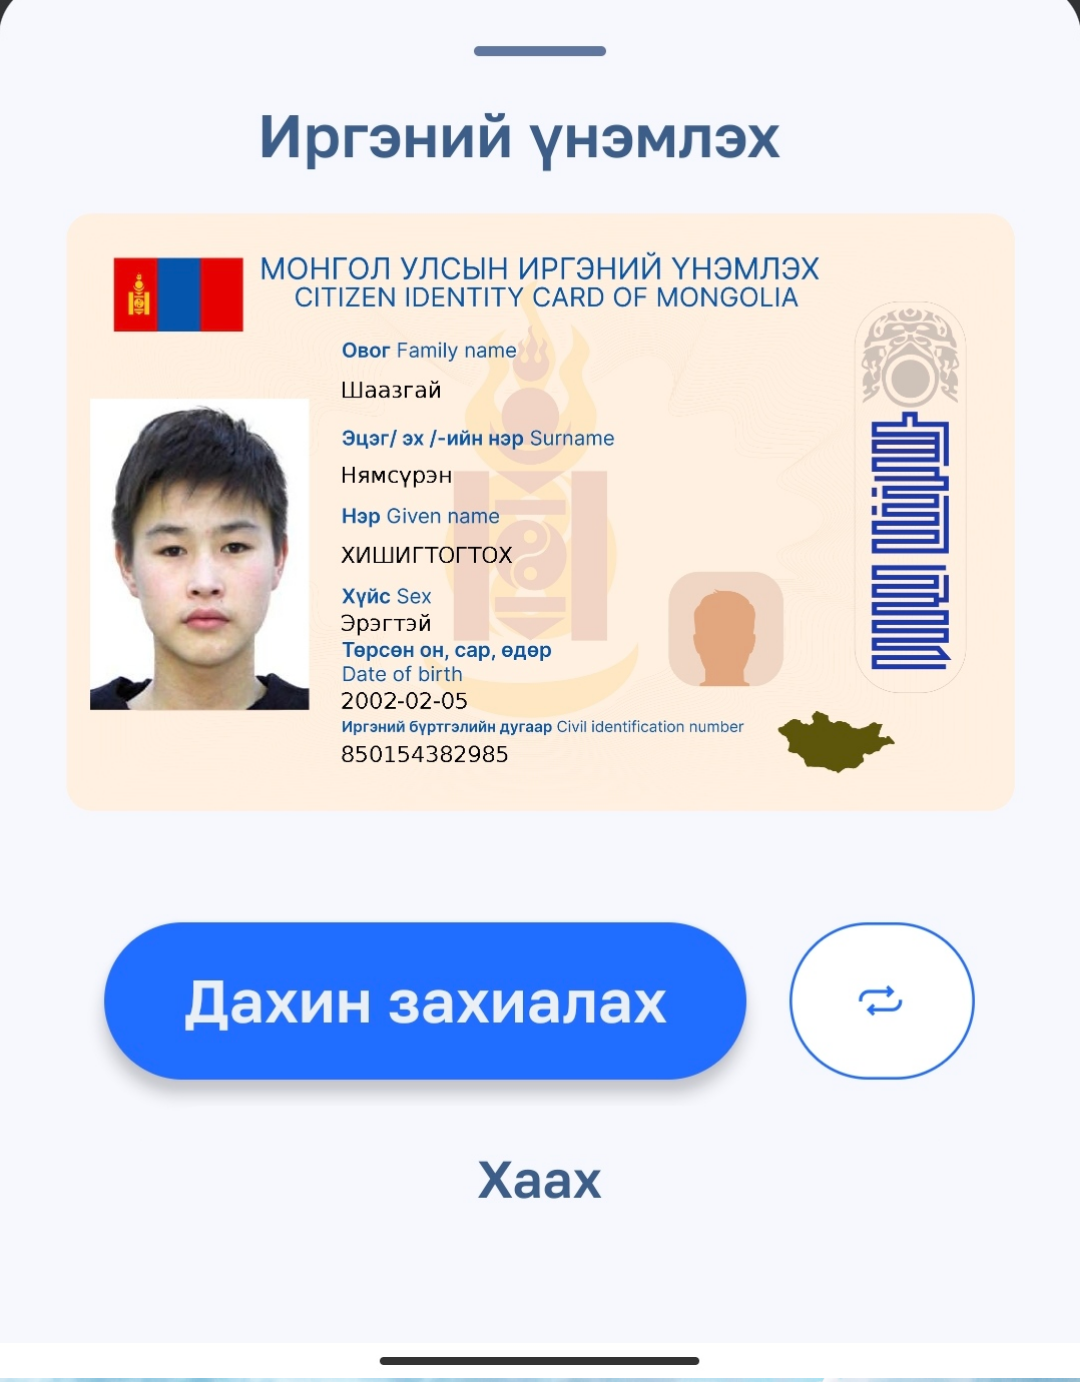 Иргэний үнэмлэх
МОНГОЛ УЛСЫН ИРГЭНИЙ ҮНЭМЛЭХ
CITIZEN IDENTITY CARD OF MONGOLIA
Овог Family name
Шаазгай
Эцэг/ эх /-ийн нэр Surname
Нямсүрэн
Нэр Given name
ХИШИГТОГТОХ
Хүйс Sex
Эрэгтэй
Төрсөн он, сар, өдөр
Date of birth
2002-02-05
Иргэний бүртгэлийн дугаар Civil identification number
850154382985
Дахин захиалах
Хаах